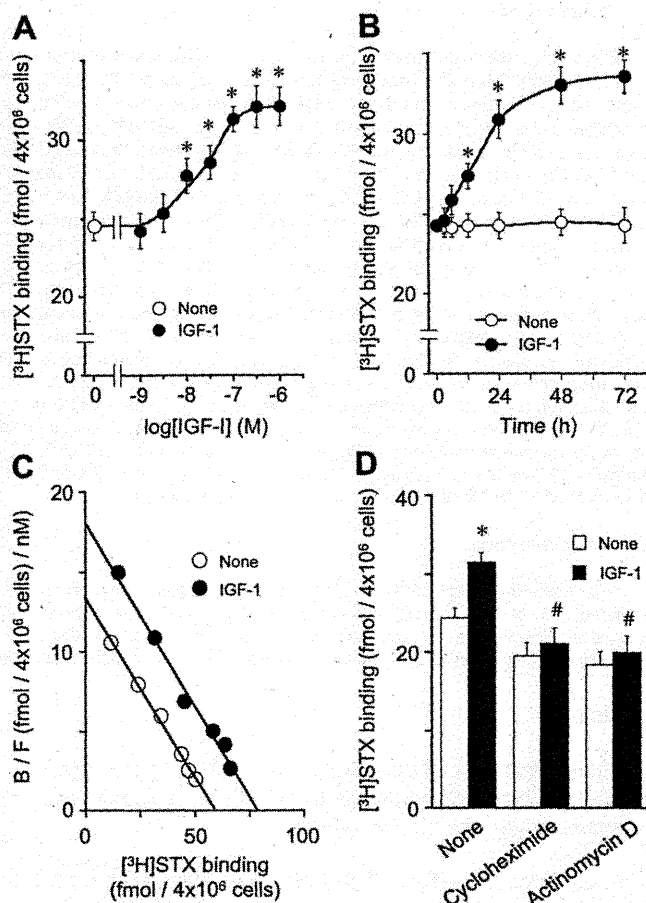 A
[³H]STX binding (fmol / 4x10⁶ cells)
30
20
0
* * * * *
None
IGF-1
0 -9 -8 -7 -6
log[IGF-I] (M)
B
[³H]STX binding (fmol / 4x10⁶ cells)
30
20
0
* * * *
None
IGF-1
0 24 48 72
Time (h)
C
B / F (fmol / 4x10⁶ cells) / nM)
20
10
0
None
IGF-1
0 50 100
[³H]STX binding
(fmol / 4x10⁶ cells)
D
[³H]STX binding (fmol / 4x10⁶ cells)
40
20
0
* # #
None
IGF-1
None
Cycloheximide
Actinomycin D